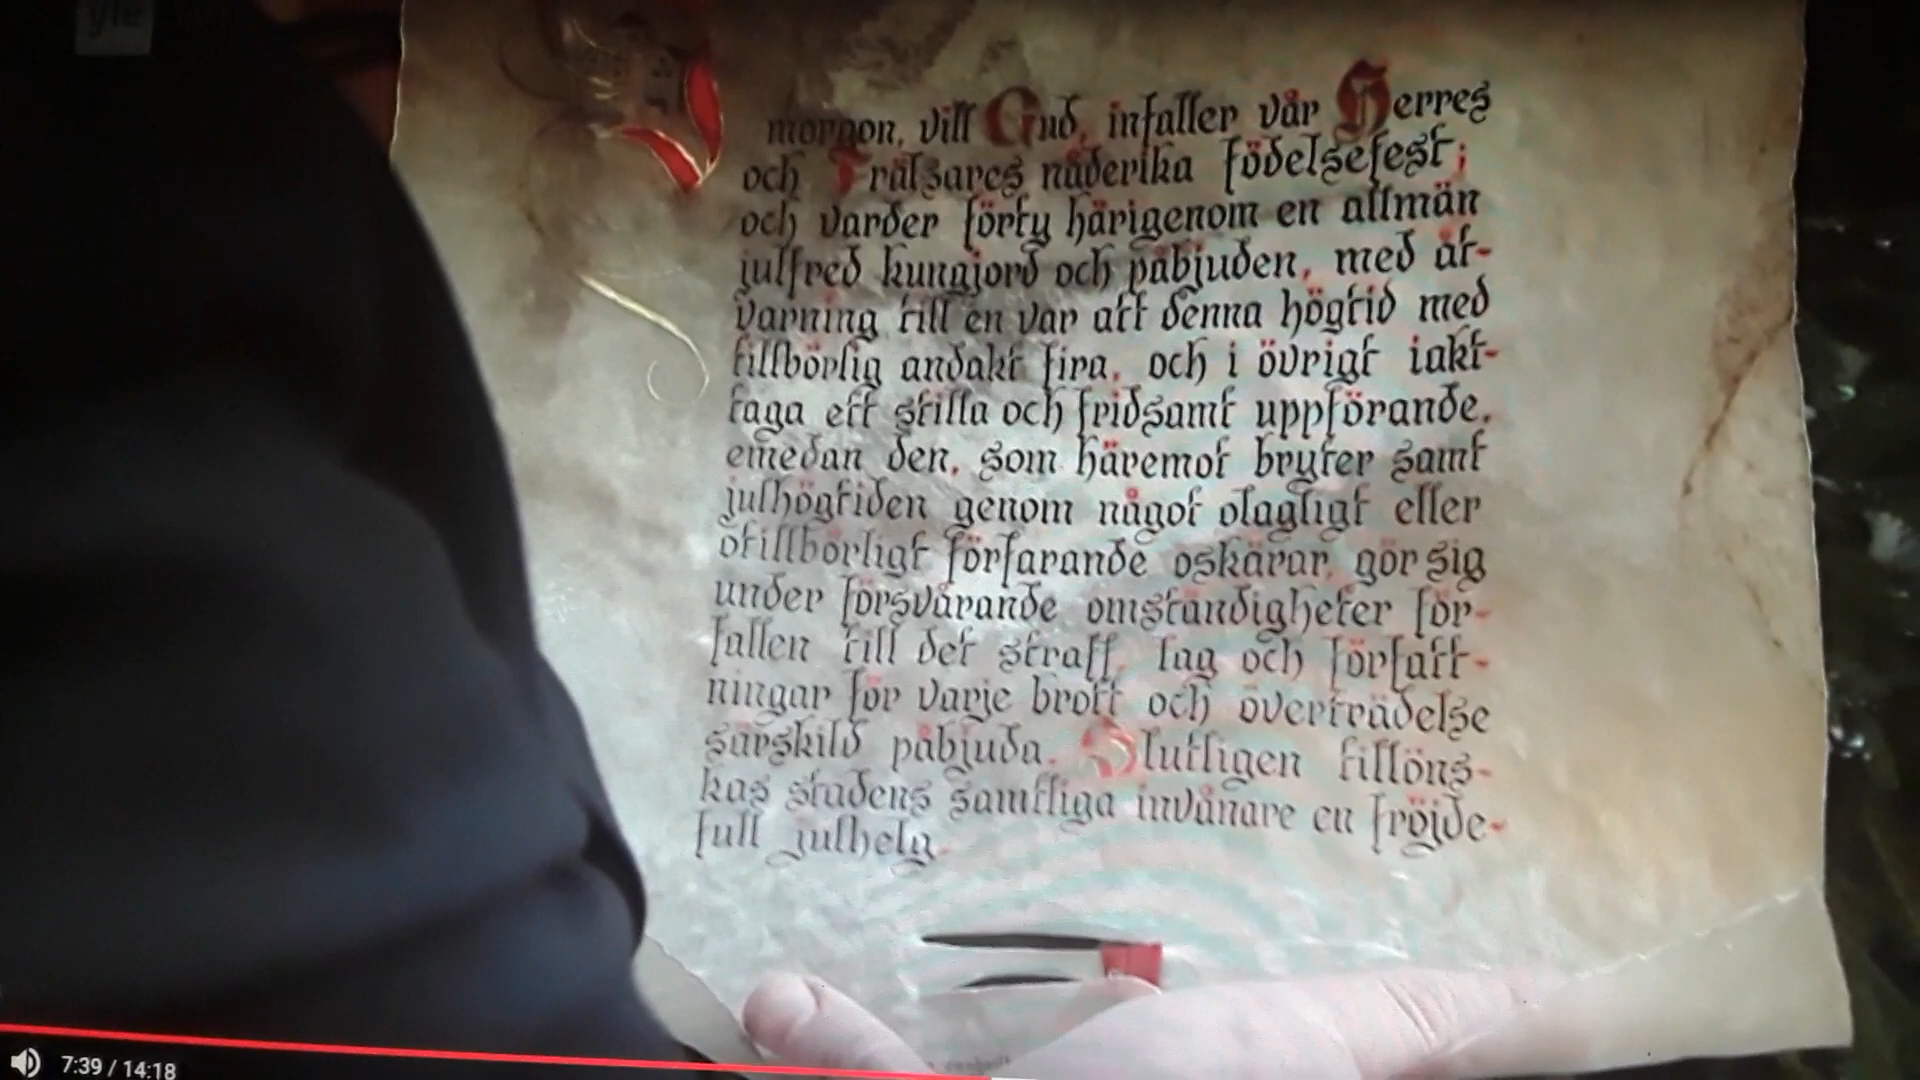 yle
I morgon, vill Gud, infaller vår Herres
och Frälsares nåderika födelsefest;
och varder förty härigenom en allmän
julfred kungjord och påbjuden, med åt-
varning till en var att denna högtid med
tillbörlig andakt fira, och i övrigt iakt-
taga ett stilla och fridsamt uppförande,
emedan den, som häremot bryter samt
julhögtiden genom något olagligt eller
otillbörligt förfarande oskärar, gör sig
under försvårande omständigheter för-
fallen till det straff, lag och författ-
ningar för varje brott och överträdelse
särskild påbjuda. Slutligen tillöns-
kas stadens samtliga invånare en fröjde-
full julhelg.
7:39 / 14:18